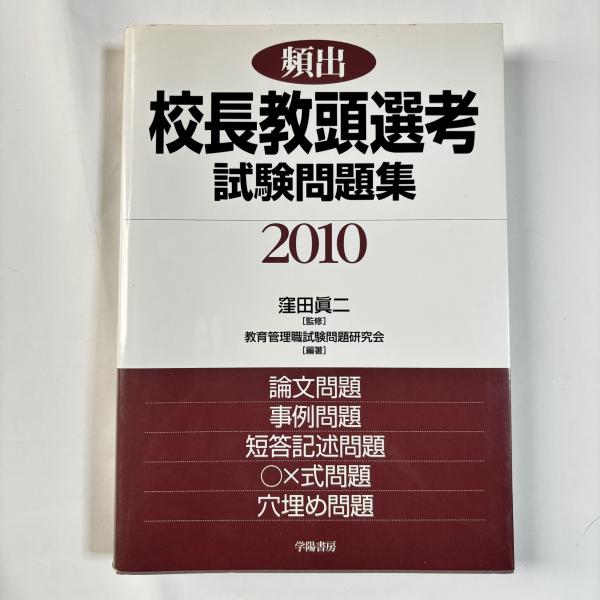 頻出
校長教頭選考
試験問題集
2010
窪田眞二
[監修]
教育管理職試験問題研究会
[編著]
論文問題
事例問題
短答記述問題
○×式問題
穴埋め問題
学陽書房